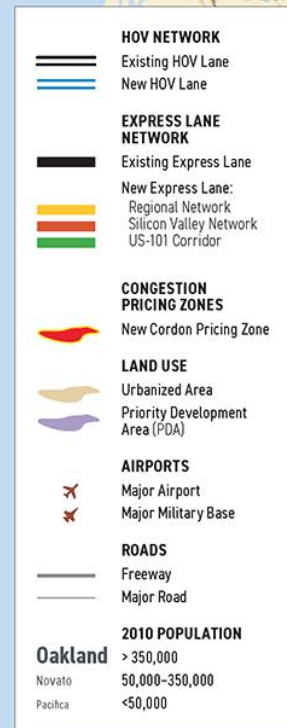 HOV NETWORK
Existing HOV Lane
New HOV Lane
EXPRESS LANE
NETWORK
Existing Express Lane
New Express Lane:
Regional Network
Silicon Valley Network
US-101 Corridor
CONGESTION
PRICING ZONES
New Cordon Pricing Zone
LAND USE
Urbanized Area
Priority Development
Area (PDA)
AIRPORTS
Major Airport
Major Military Base
ROADS
Freeway
Major Road
2010 POPULATION
Oakland > 350,000
Novato 50,000–350,000
Pacifica <50,000